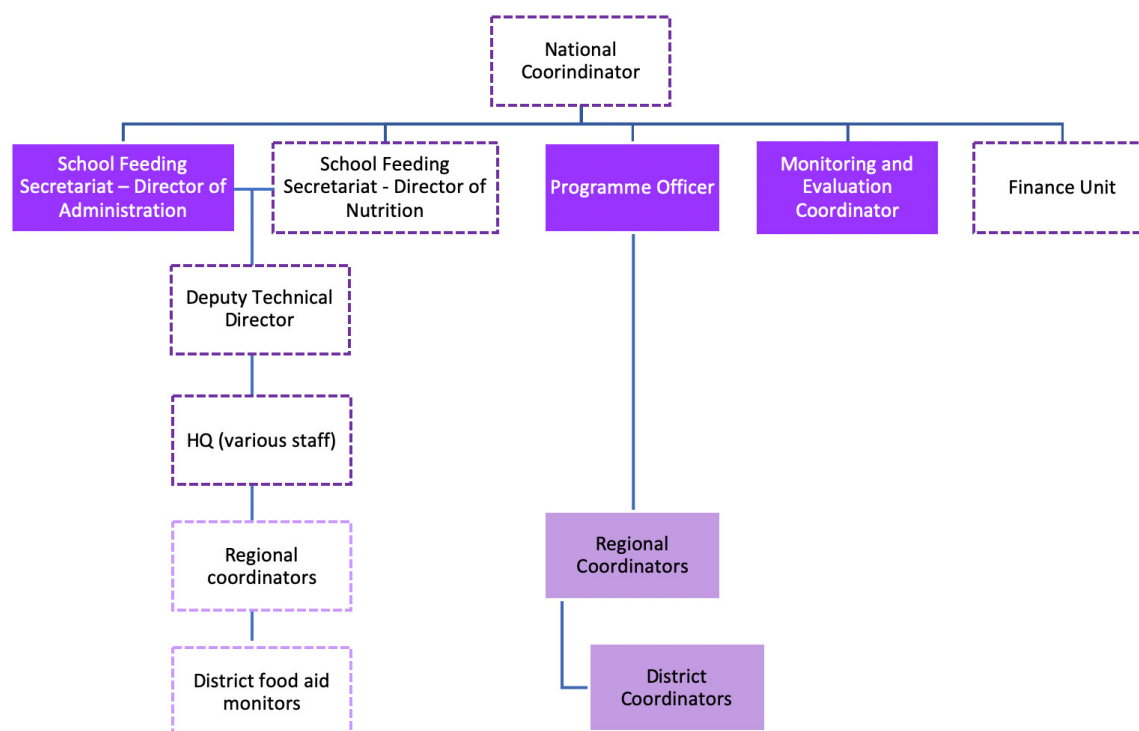 National
Coorindinator
School Feeding
Secretariat – Director of
Administration
School Feeding
Secretariat - Director of
Nutrition
Programme Officer
Monitoring and
Evaluation
Coordinator
Finance Unit
Deputy Technical
Director
HQ (various staff)
Regional
coordinators
Regional
Coordinators
District food aid
monitors
District
Coordinators